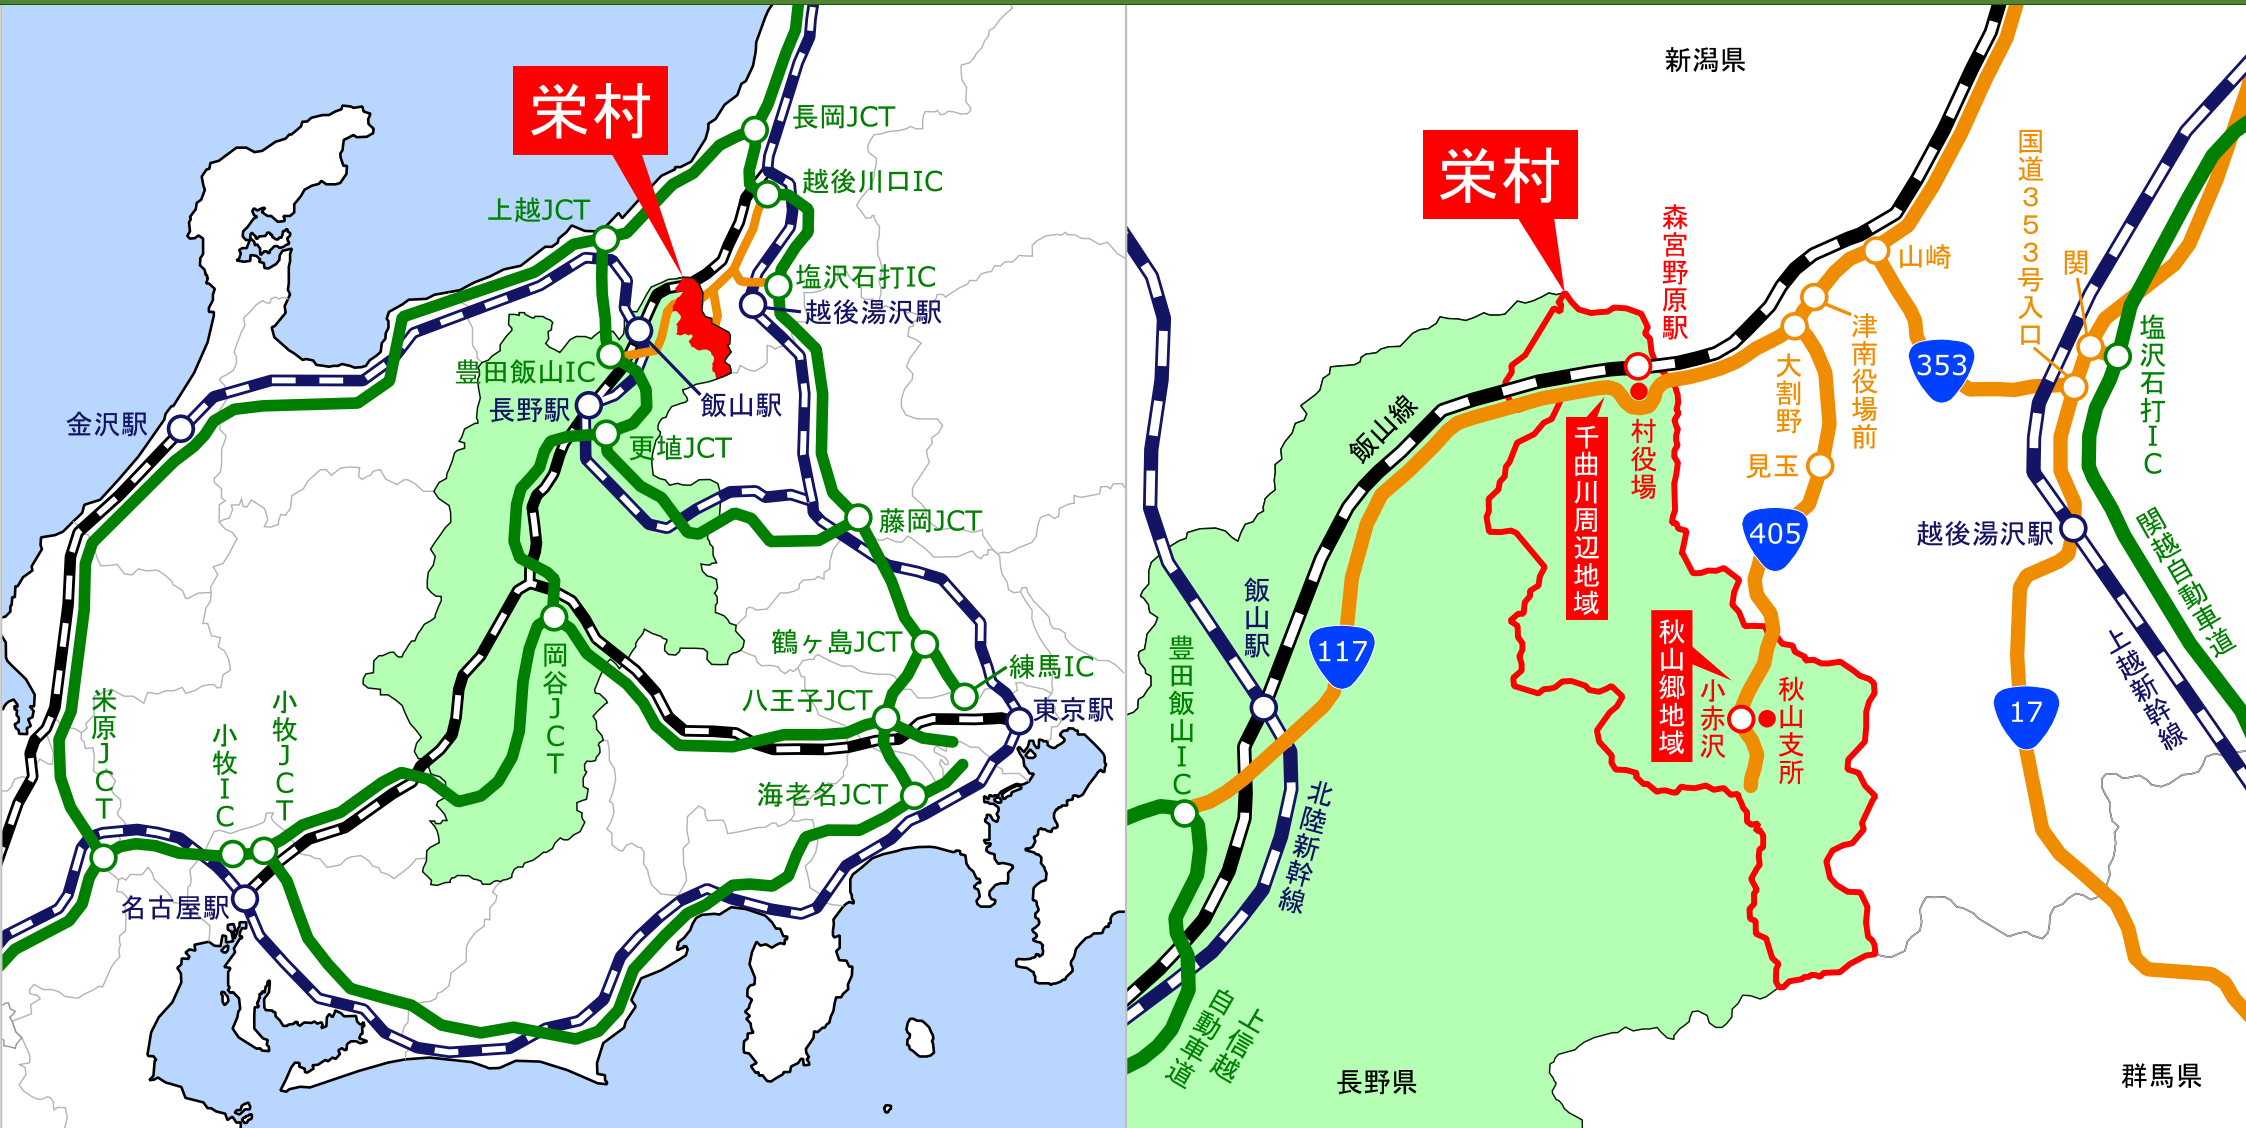 栄村
長岡JCT
越後川口IC
上越JCT
塩沢石打IC
越後湯沢駅
豊田飯山IC
長野駅
飯山駅
金沢駅
更埴JCT
藤岡JCT
鶴ヶ島JCT
練馬IC
八王子JCT
東京駅
岡谷JCT
海老名JCT
米原JCT
小牧IC
小牧JCT
名古屋駅
新潟県
栄村
森宮野原駅
国道353号入口
関
山崎
津南役場前
大割野
見玉
353
塩沢石打IC
飯山線
千曲川周辺地域
村役場
405
越後湯沢駅
関越自動車道
飯山駅
豊田飯山IC
117
秋山郷地域
小赤沢
秋山支所
17
上越新幹線
北陸新幹線
上信越
自動車道
長野県
群馬県